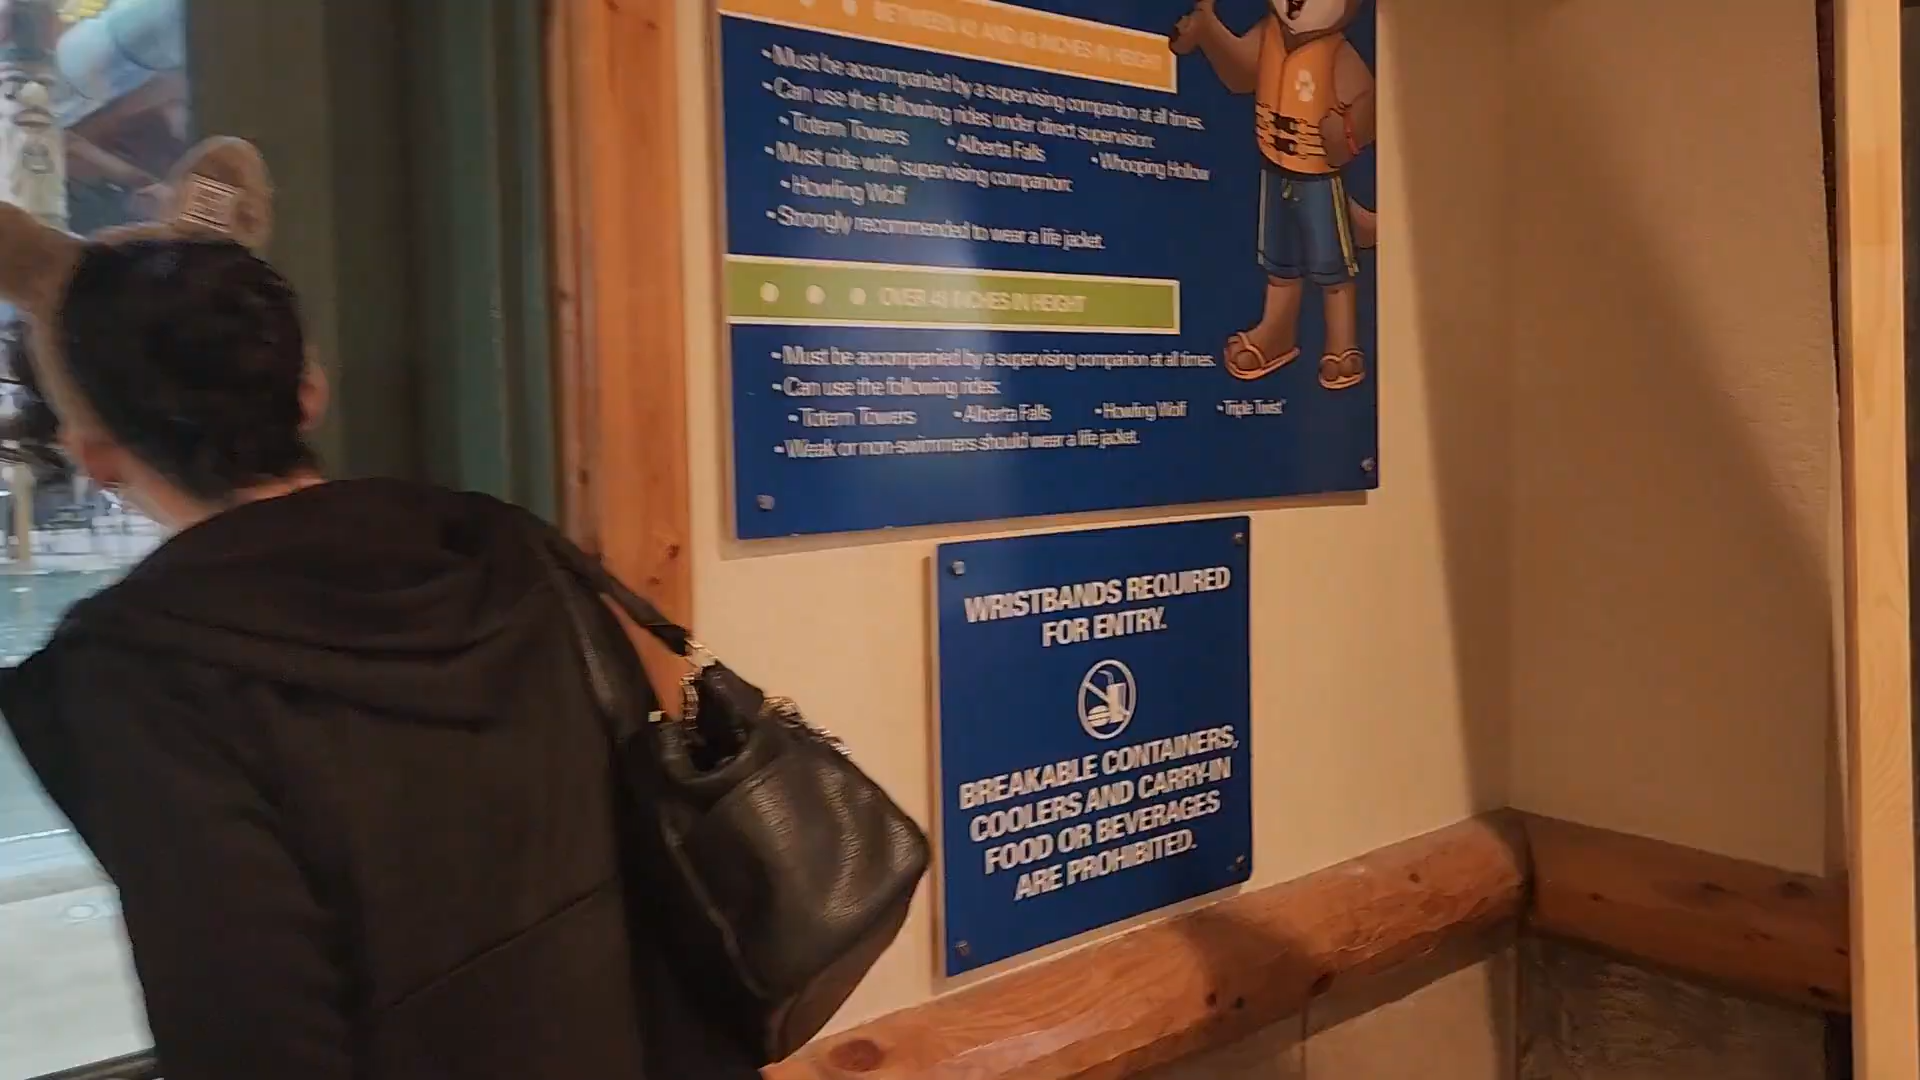 BETWEEN 42 AND 48 INCHES IN HEIGHT
• Must be accompanied by a supervising companion at all times.
• Can use the following rides under direct supervision:
• Totem Towers • Alberta Falls • Whooping Hollow
• Must ride with supervising companion:
• Howling Wolf
• Strongly recommended to wear a life jacket.
OVER 48 INCHES IN HEIGHT
• Must be accompanied by a supervising companion at all times.
• Can use the following rides:
• Totem Towers • Alberta Falls • Howling Wolf • Triple Twist
• Weak or non-swimmers should wear a life jacket.
WRISTBANDS REQUIRED
FOR ENTRY.
BREAKABLE CONTAINERS,
COOLERS AND CARRY-IN
FOOD OR BEVERAGES
ARE PROHIBITED.